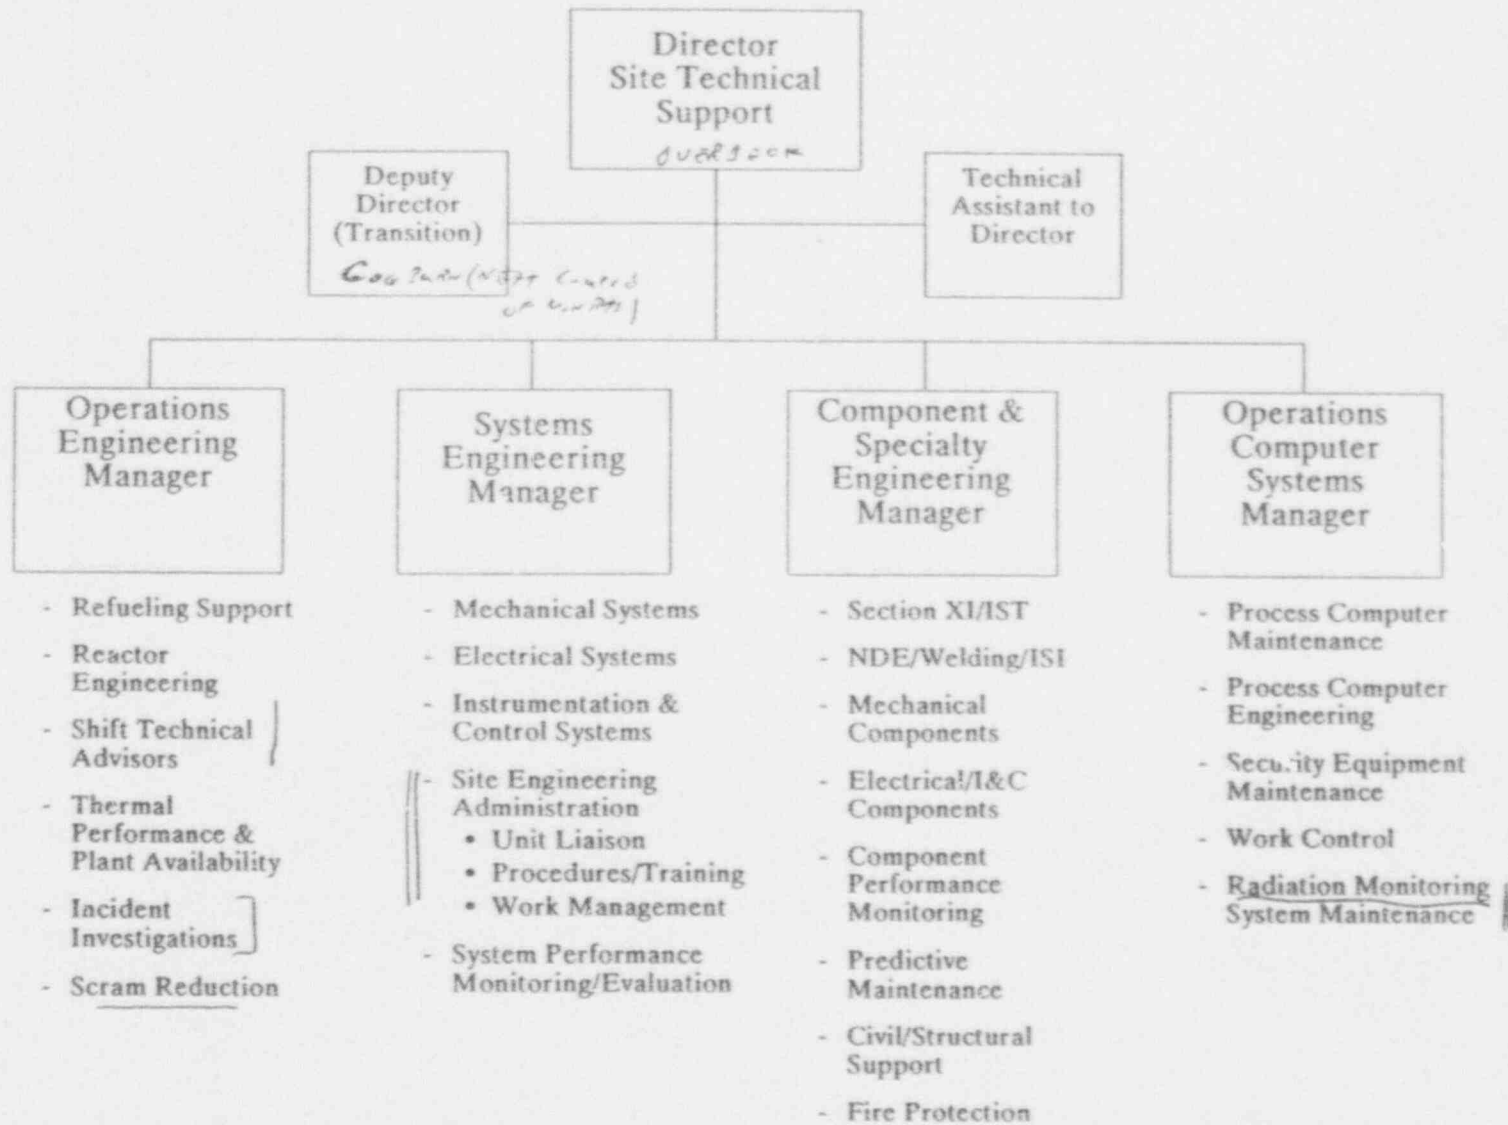 Director
Site Technical
Support
Deputy
Director
(Transition)
Technical
Assistant to
Director
Operations
Engineering
Manager
- Refueling Support
- Reactor
Engineering
- Shift Technical
Advisors
- Thermal
Performance &
Plant Availability
- Incident
Investigations
- Scram Reduction
Systems
Engineering
Manager
- Mechanical Systems
- Electrical Systems
- Instrumentation &
Control Systems
- Site Engineering
Administration
• Unit Liaison
• Procedures/Training
• Work Management
- System Performance
Monitoring/Evaluation
Component &
Specialty
Engineering
Manager
- Section XI/IST
- NDE/Welding/ISI
- Mechanical
Components
- Electrical/I&C
Components
- Component
Performance
Monitoring
- Predictive
Maintenance
- Civil/Structural
Support
- Fire Protection
Operations
Computer
Systems
Manager
- Process Computer
Maintenance
- Process Computer
Engineering
- Security Equipment
Maintenance
- Work Control
- Radiation Monitoring
System Maintenance